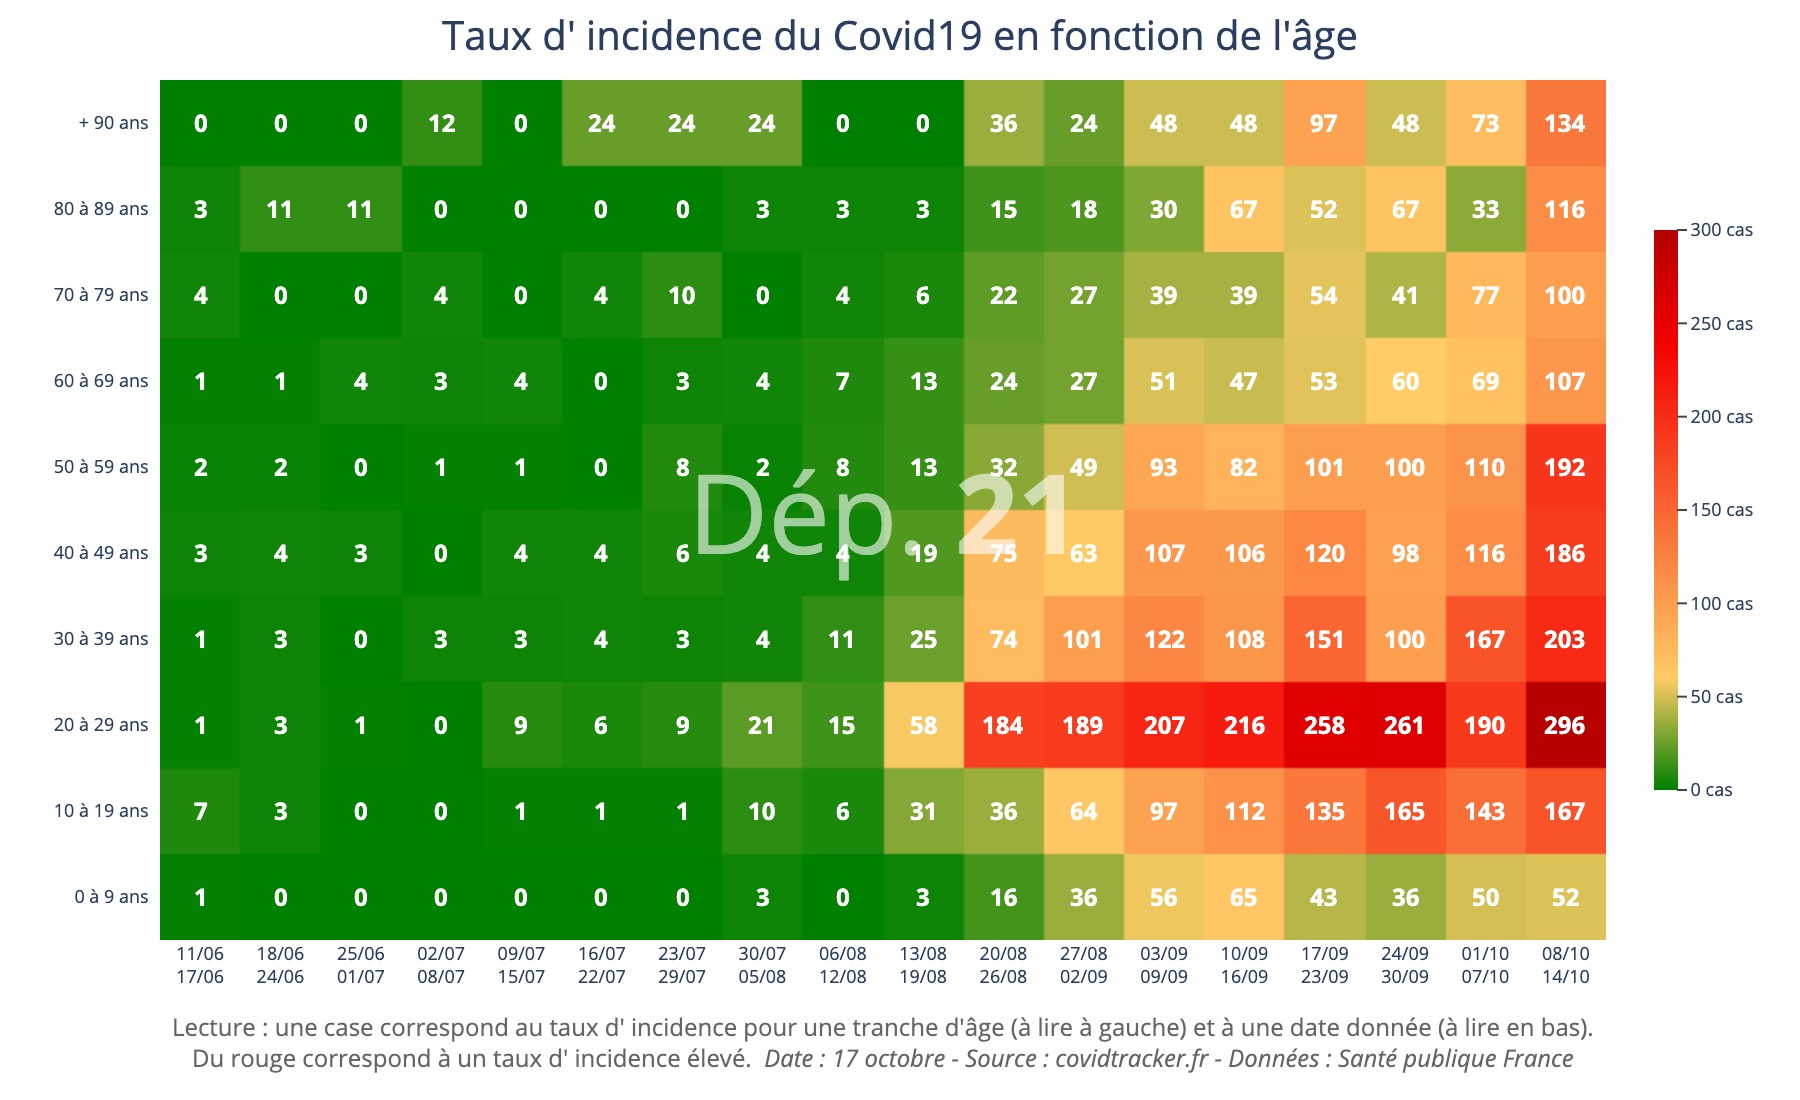 Taux d' incidence du Covid19 en fonction de l'âge
+ 90 ans 0 0 0 12 0 24 24 24 0 0 36 24 48 48 97 48 73 134
80 à 89 ans 3 11 11 0 0 0 0 3 3 3 15 18 30 67 52 67 33 116
70 à 79 ans 4 0 0 4 0 4 10 0 4 6 22 27 39 39 54 41 77 100
60 à 69 ans 1 1 4 3 4 0 3 4 7 13 24 27 51 47 53 60 69 107
50 à 59 ans 2 2 0 1 1 0 8 2 8 13 32 49 93 82 101 100 110 192
Dép. 21
40 à 49 ans 3 4 3 0 4 4 6 4 4 19 75 63 107 106 120 98 116 186
30 à 39 ans 1 3 0 3 3 4 3 4 11 25 74 101 122 108 151 100 167 203
20 à 29 ans 1 3 1 0 9 6 9 21 15 58 184 189 207 216 258 261 190 296
10 à 19 ans 7 3 0 0 1 1 1 10 6 31 36 64 97 112 135 165 143 167
0 à 9 ans 1 0 0 0 0 0 0 3 0 3 16 36 56 65 43 36 50 52
11/06 18/06 25/06 02/07 09/07 16/07 23/07 30/07 06/08 13/08 20/08 27/08 03/09 10/09 17/09 24/09 01/10 08/10
17/06 24/06 01/07 08/07 15/07 22/07 29/07 05/08 12/08 19/08 26/08 02/09 09/09 16/09 23/09 30/09 07/10 14/10
300 cas
250 cas
200 cas
150 cas
100 cas
50 cas
0 cas
Lecture : une case correspond au taux d' incidence pour une tranche d'âge (à lire à gauche) et à une date donnée (à lire en bas).
Du rouge correspond à un taux d' incidence élevé. Date : 17 octobre - Source : covidtracker.fr - Données : Santé publique France